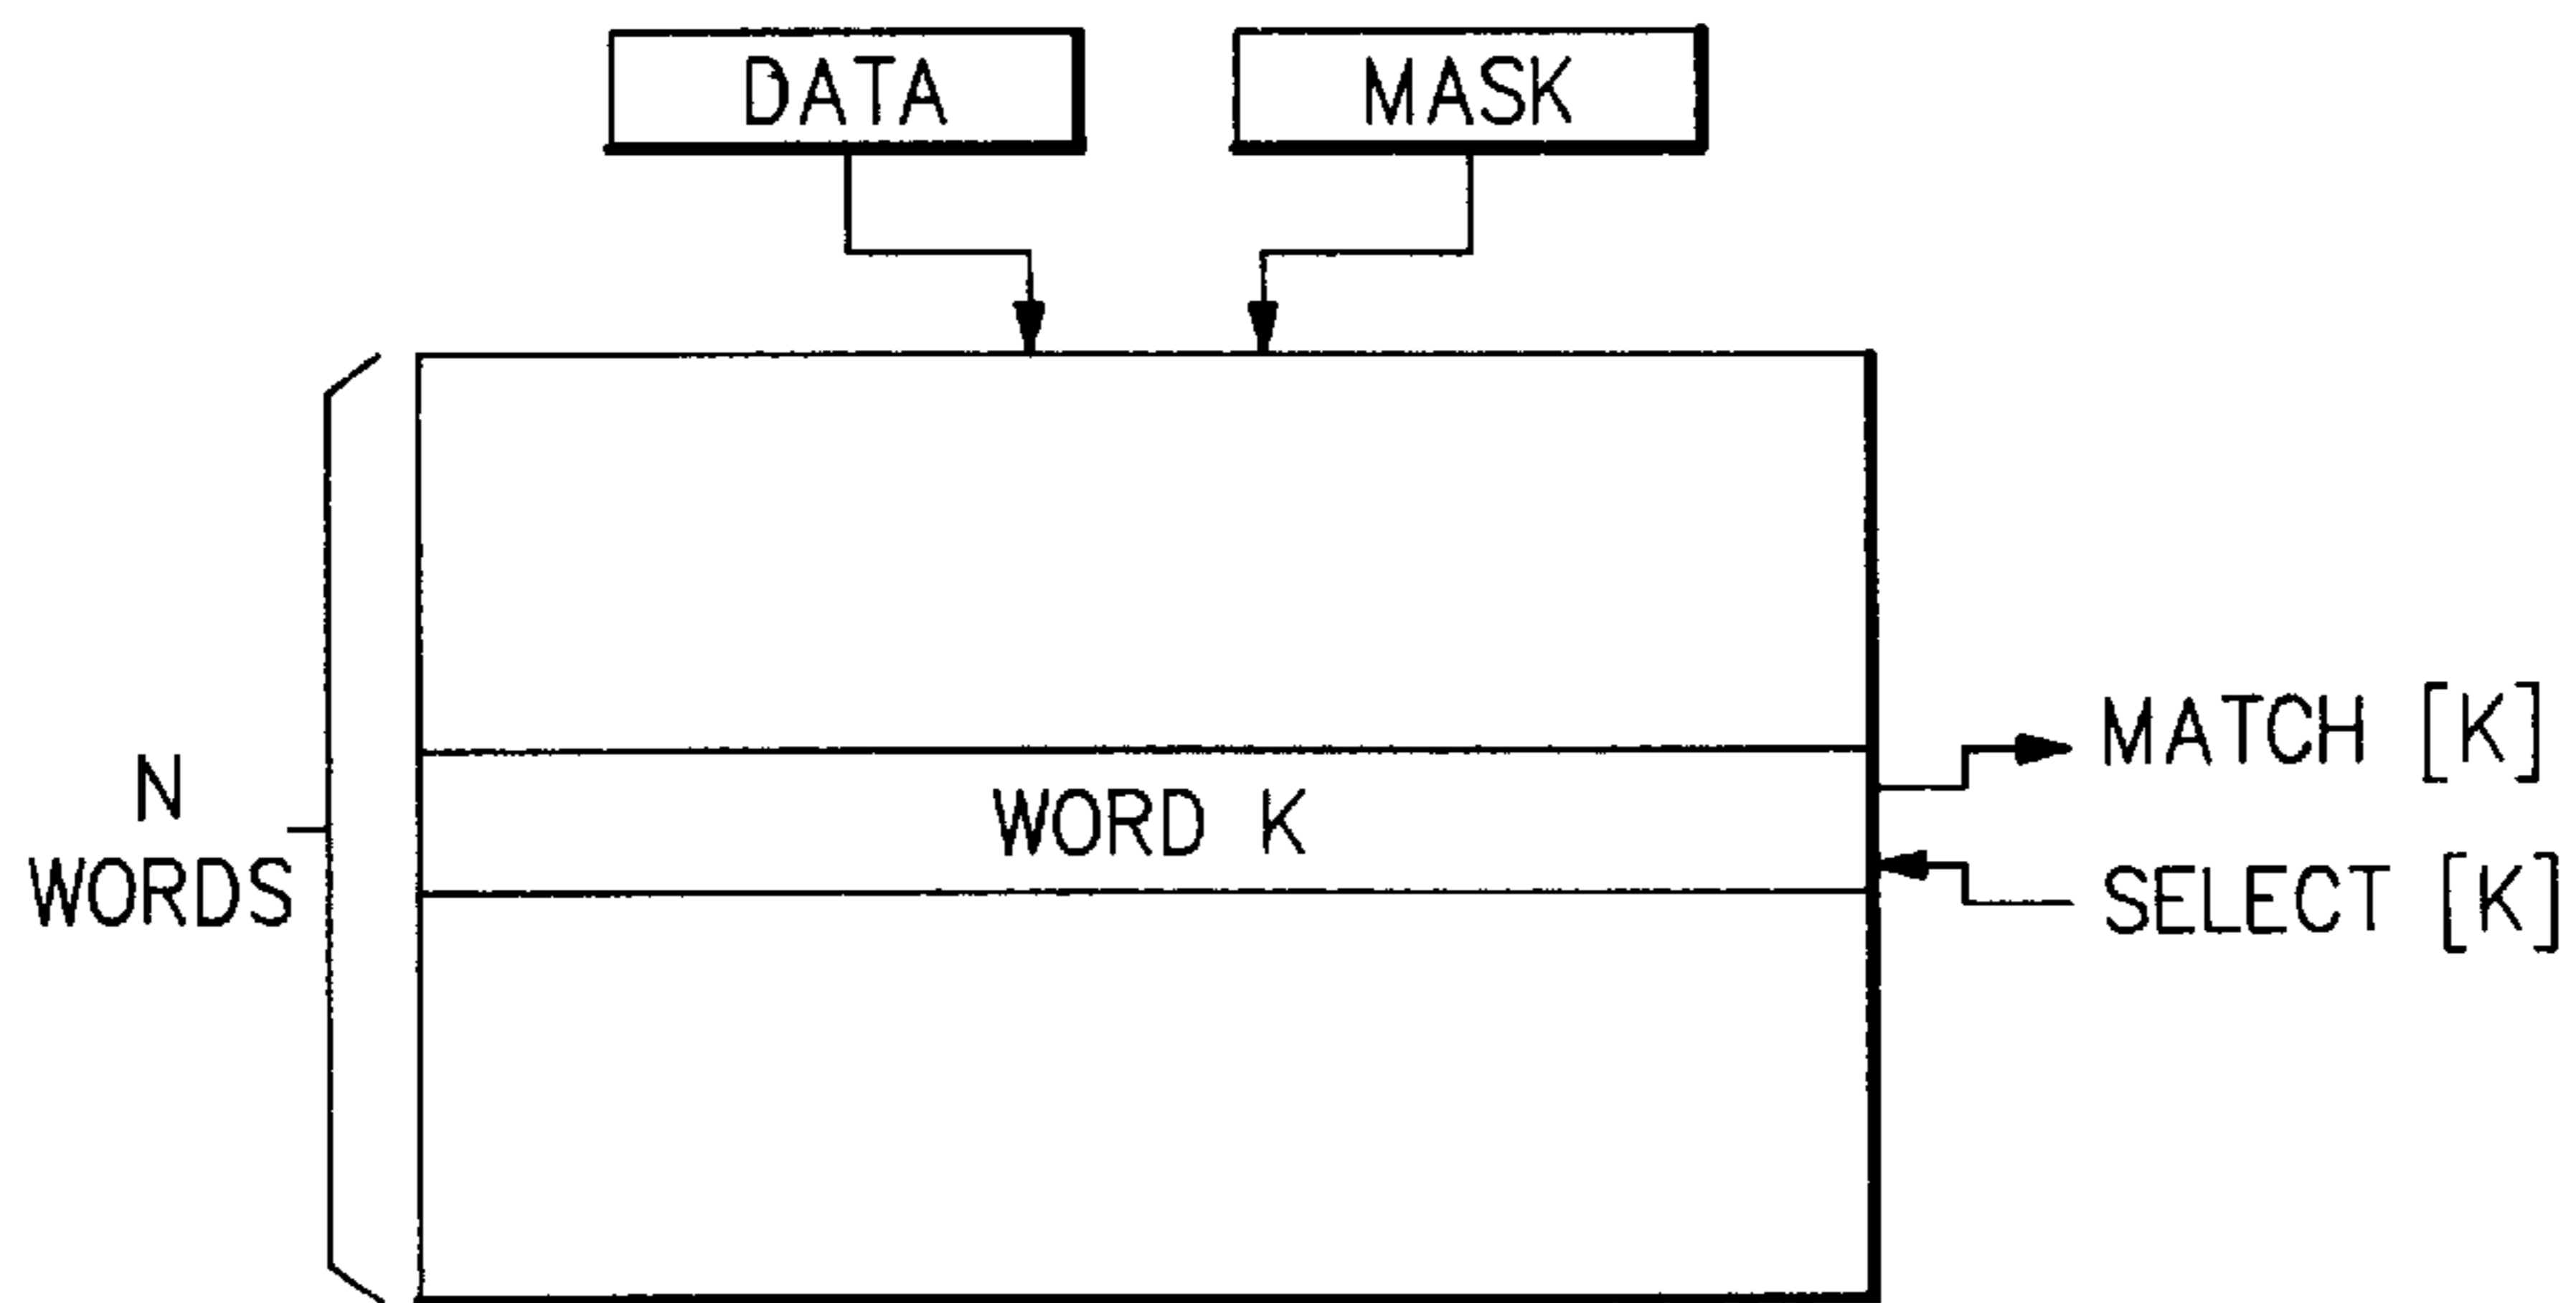 DATA
MASK
N
WORDS
WORD K
MATCH [K]
SELECT [K]